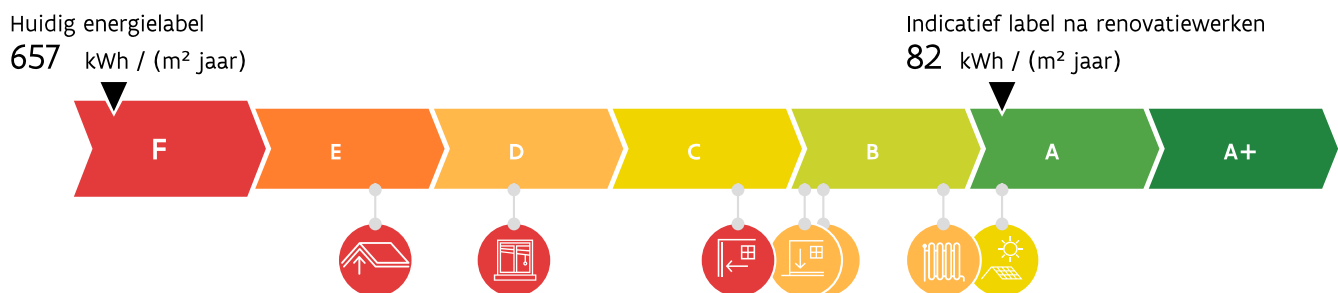 Huidig energielabel
657 kWh / (m² jaar)
Indicatief label na renovatiewerken
82 kWh / (m² jaar)
F E D C B A A+